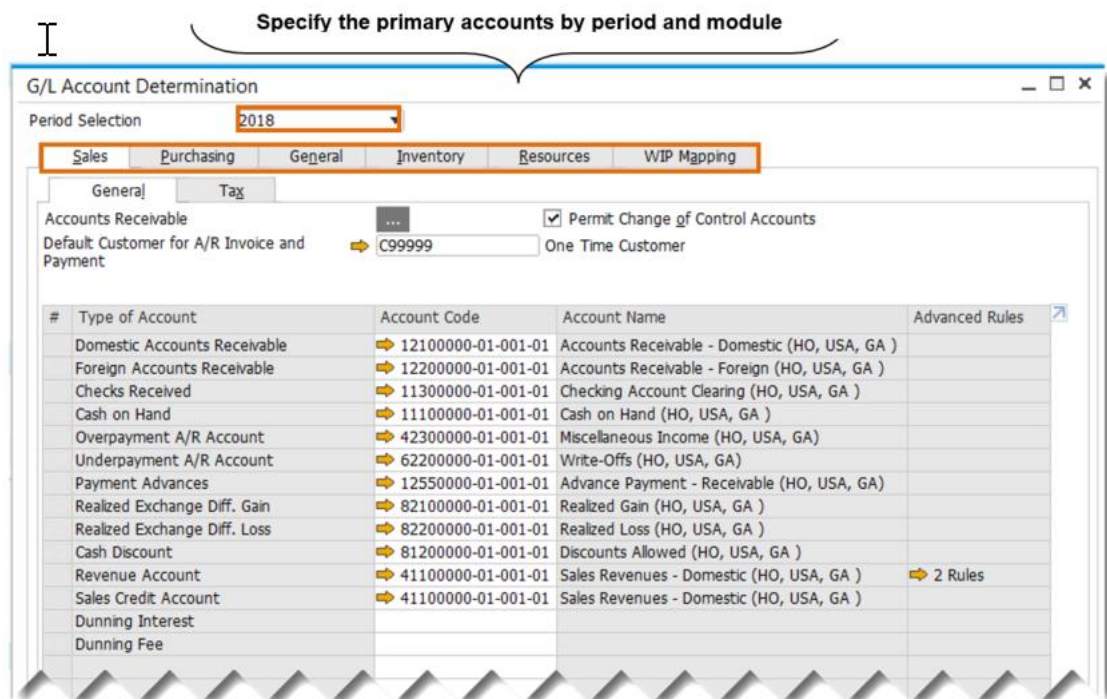 Specify the primary accounts by period and module
G/L Account Determination
Period Selection 2018
Sales Purchasing General Inventory Resources WIP Mapping
General Tax
Accounts Receivable ... Permit Change of Control Accounts
Default Customer for A/R Invoice and C99999 One Time Customer
Payment
# Type of Account Account Code Account Name Advanced Rules
Domestic Accounts Receivable 12100000-01-001-01 Accounts Receivable - Domestic (HO, USA, GA )
Foreign Accounts Receivable 12200000-01-001-01 Accounts Receivable - Foreign (HO, USA, GA )
Checks Received 11300000-01-001-01 Checking Account Clearing (HO, USA, GA )
Cash on Hand 11100000-01-001-01 Cash on Hand (HO, USA, GA )
Overpayment A/R Account 42300000-01-001-01 Miscellaneous Income (HO, USA, GA)
Underpayment A/R Account 62200000-01-001-01 Write-Offs (HO, USA, GA)
Payment Advances 12550000-01-001-01 Advance Payment - Receivable (HO, USA, GA)
Realized Exchange Diff. Gain 82100000-01-001-01 Realized Gain (HO, USA, GA )
Realized Exchange Diff. Loss 82200000-01-001-01 Realized Loss (HO, USA, GA )
Cash Discount 81200000-01-001-01 Discounts Allowed (HO, USA, GA )
Revenue Account 41100000-01-001-01 Sales Revenues - Domestic (HO, USA, GA ) 2 Rules
Sales Credit Account 41100000-01-001-01 Sales Revenues - Domestic (HO, USA, GA )
Dunning Interest
Dunning Fee